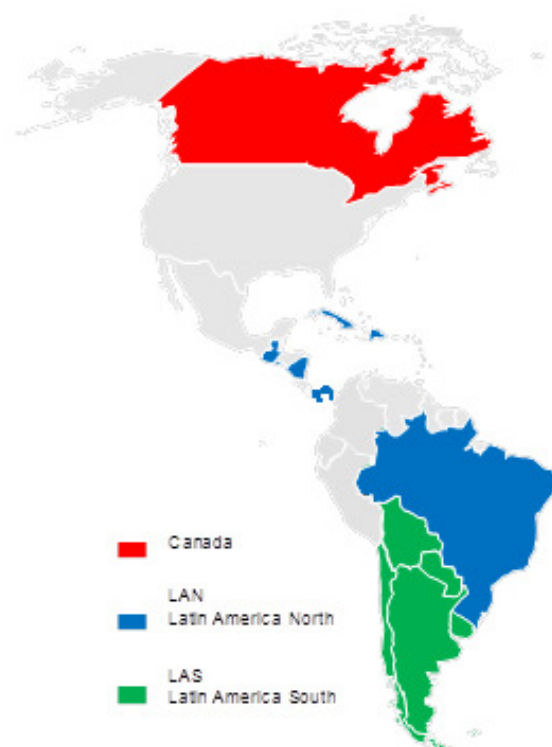 Canada
LAN
Latin America North
LAS
Latin America South